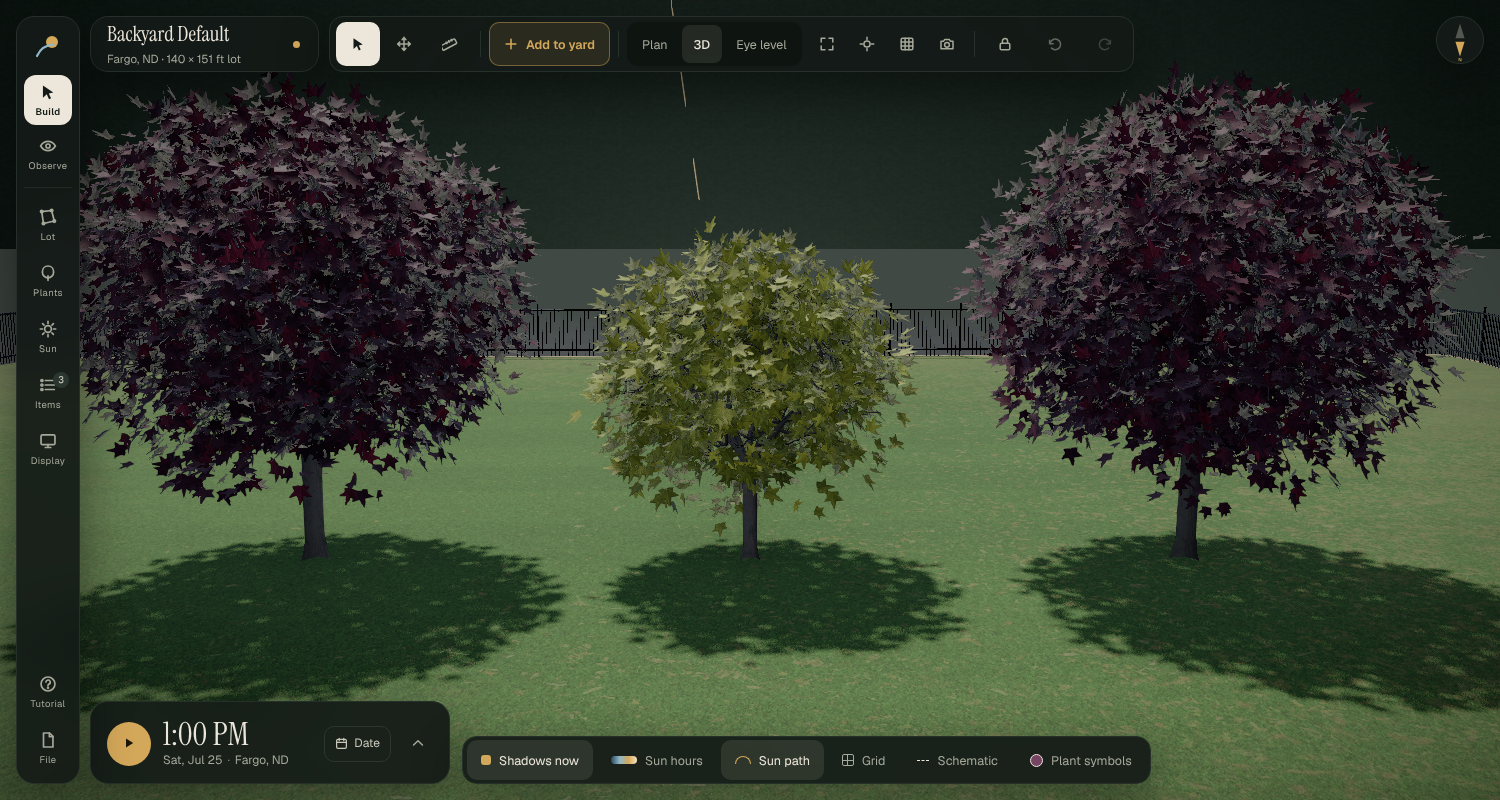 Backyard Default
Fargo, ND · 140 × 151 ft lot
Add to yard
Plan
3D
Eye level
N
Build
Observe
Lot
Plants
Sun
3
Items
Display
Tutorial
File
1:00 PM
Sat, Jul 25 · Fargo, ND
Date
Shadows now
Sun hours
Sun path
Grid
Schematic
Plant symbols